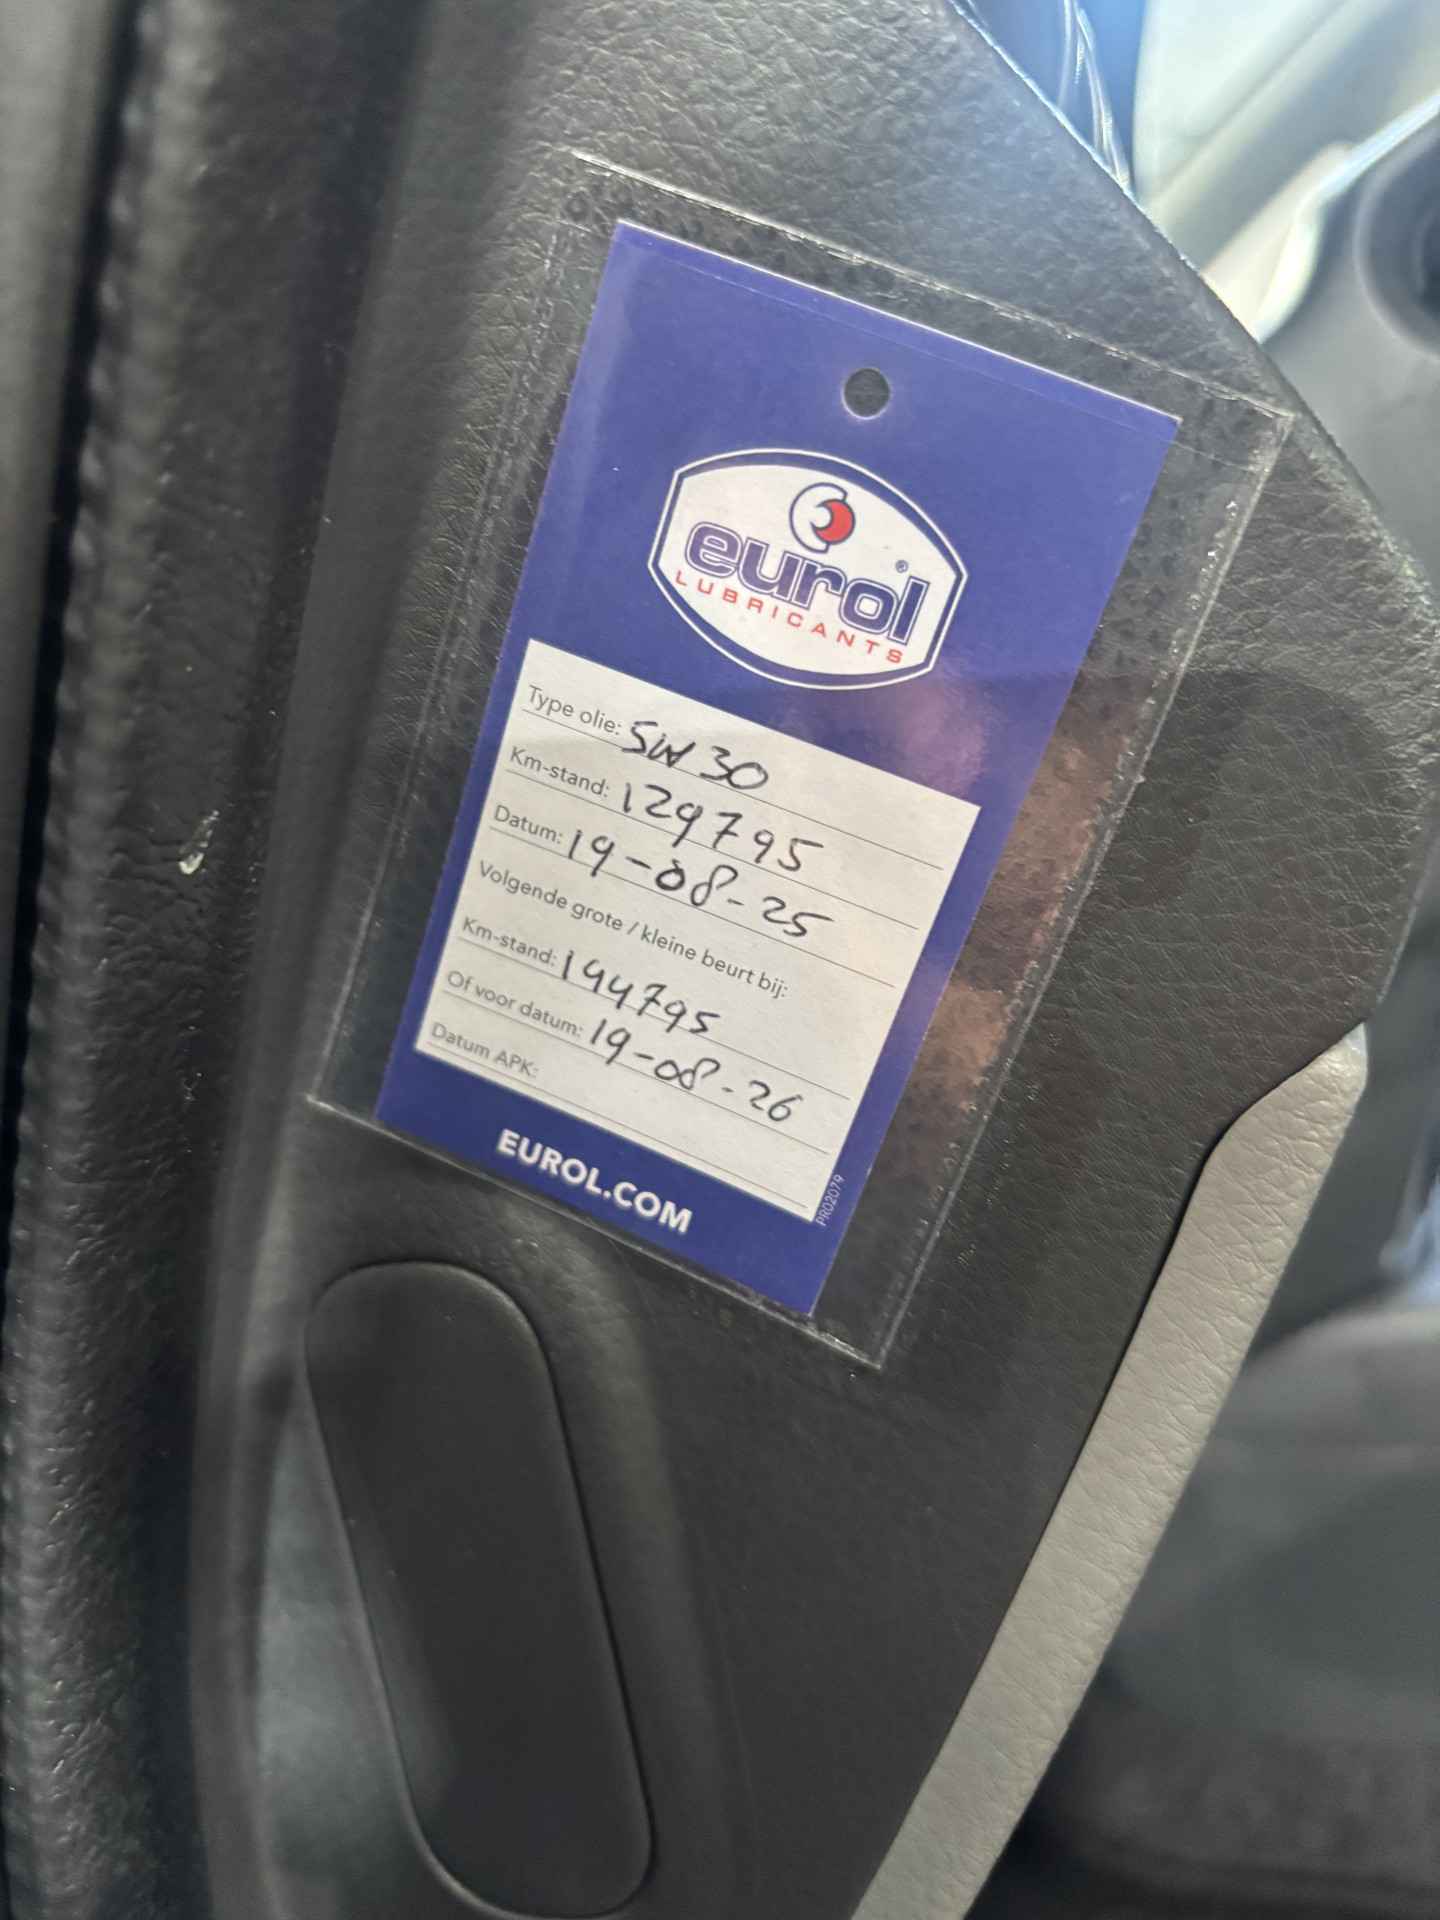 eurol®
LUBRICANTS
Type olie: 5W30
Km-stand: 129795
Datum: 19-08-25
Volgende grote / kleine beurt bij:
Km-stand: 144795
Of voor datum: 19-08-26
Datum APK:
EUROL.COM
PR02079